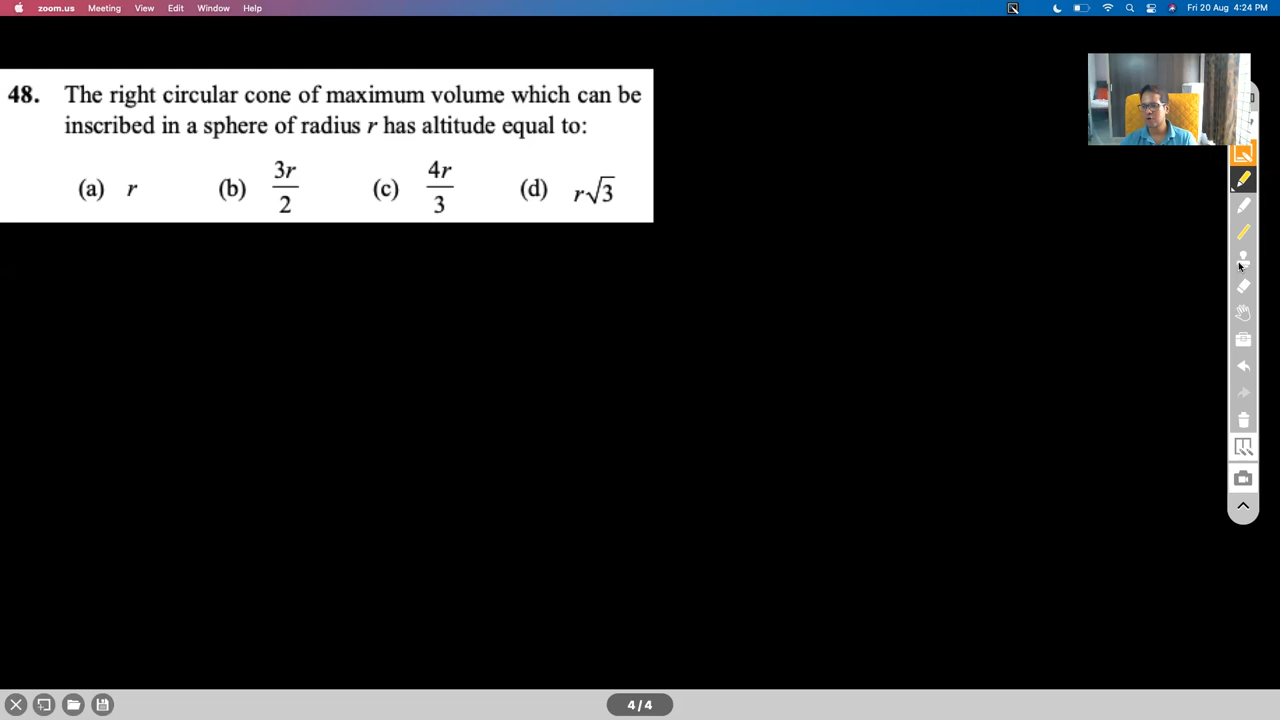 zoom.us Meeting View Edit Window Help Fri 20 Aug 4:24 PM
48. The right circular cone of maximum volume which can be
inscribed in a sphere of radius r has altitude equal to:
(a) r (b) 3r/2 (c) 4r/3 (d) r√3
4 / 4